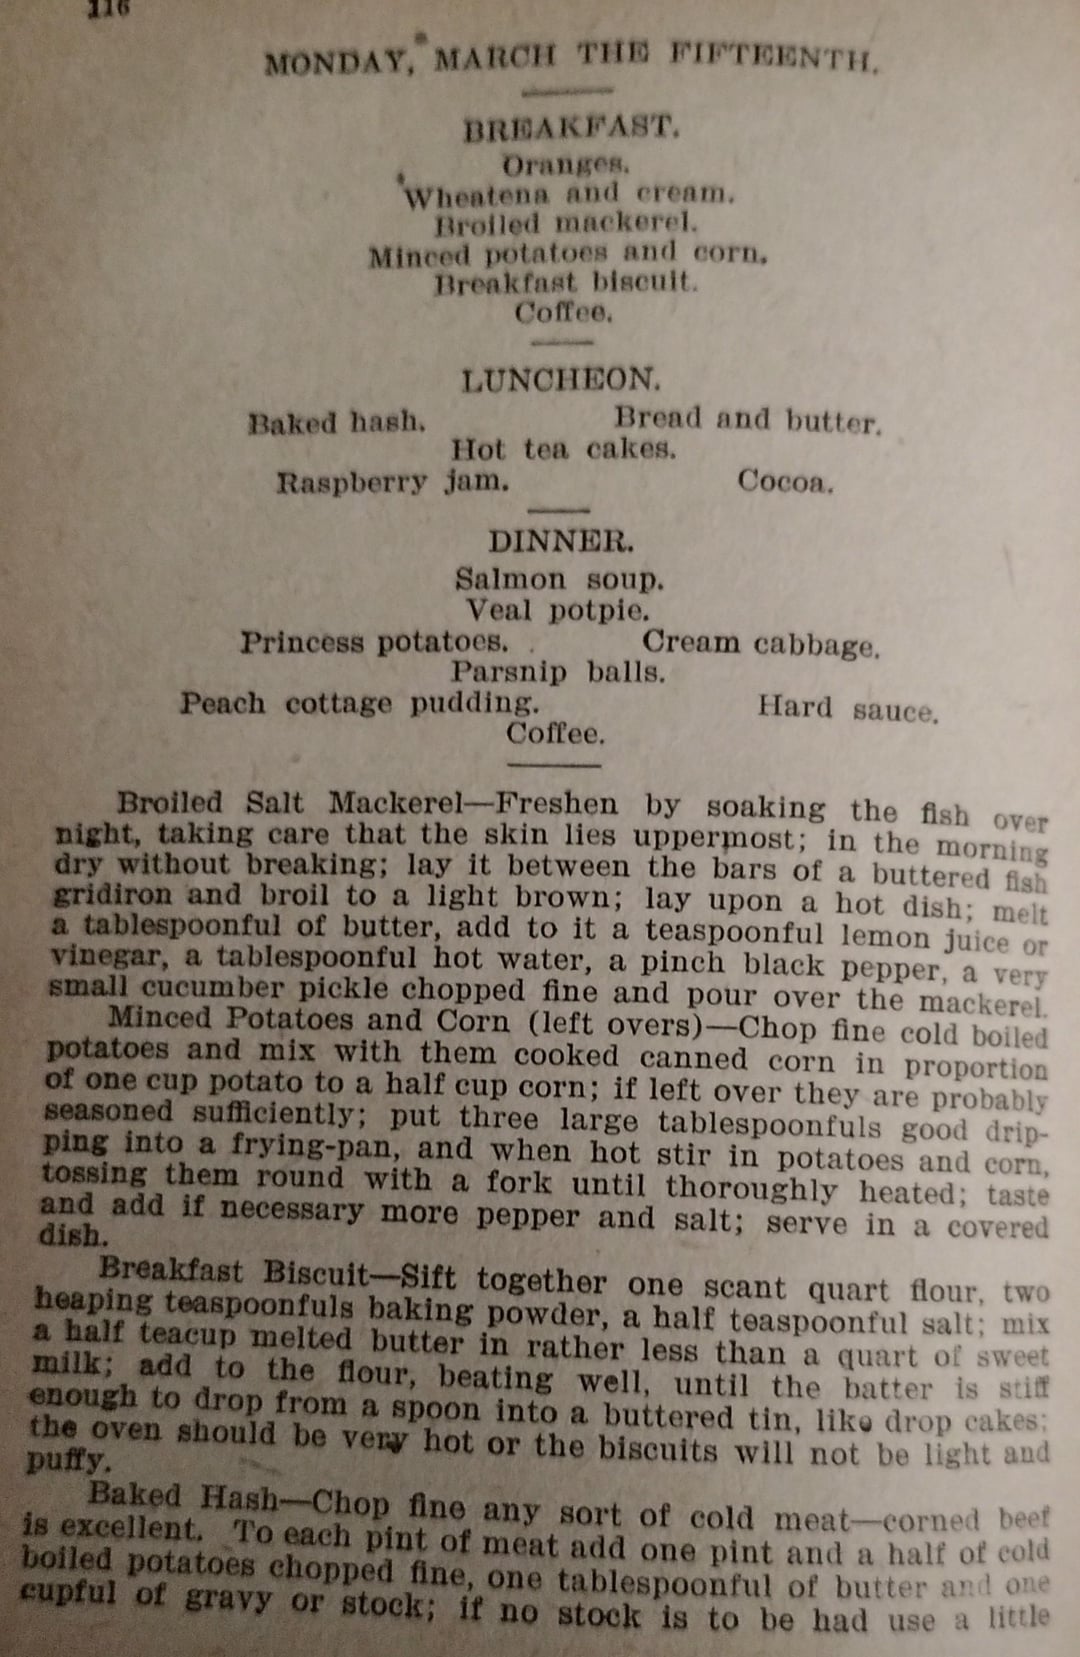 116
MONDAY, MARCH THE FIFTEENTH.
BREAKFAST.
Oranges.
Wheatena and cream.
Broiled mackerel.
Minced potatoes and corn.
Breakfast biscuit.
Coffee.
LUNCHEON.
Baked hash. Bread and butter.
Hot tea cakes.
Raspberry jam. Cocoa.
DINNER.
Salmon soup.
Veal potpie.
Princess potatoes. Cream cabbage.
Parsnip balls.
Peach cottage pudding. Hard sauce.
Coffee.
Broiled Salt Mackerel—Freshen by soaking the fish over
night, taking care that the skin lies uppermost; in the morning
dry without breaking; lay it between the bars of a buttered fish
gridiron and broil to a light brown; lay upon a hot dish; melt
a tablespoonful of butter, add to it a teaspoonful lemon juice or
vinegar, a tablespoonful hot water, a pinch black pepper, a very
small cucumber pickle chopped fine and pour over the mackerel.
Minced Potatoes and Corn (left overs)—Chop fine cold boiled
potatoes and mix with them cooked canned corn in proportion
of one cup potato to a half cup corn; if left over they are probably
seasoned sufficiently; put three large tablespoonfuls good drip-
ping into a frying-pan, and when hot stir in potatoes and corn,
tossing them round with a fork until thoroughly heated; taste
and add if necessary more pepper and salt; serve in a covered
dish.
Breakfast Biscuit—Sift together one scant quart flour, two
heaping teaspoonfuls baking powder, a half teaspoonful salt; mix
a half teacup melted butter in rather less than a quart of sweet
milk; add to the flour, beating well, until the batter is stiff
enough to drop from a spoon into a buttered tin, like drop cakes;
the oven should be very hot or the biscuits will not be light and
puffy.
Baked Hash—Chop fine any sort of cold meat—corned beef
is excellent. To each pint of meat add one pint and a half of cold
boiled potatoes chopped fine, one tablespoonful of butter and one
cupful of gravy or stock; if no stock is to be had use a little